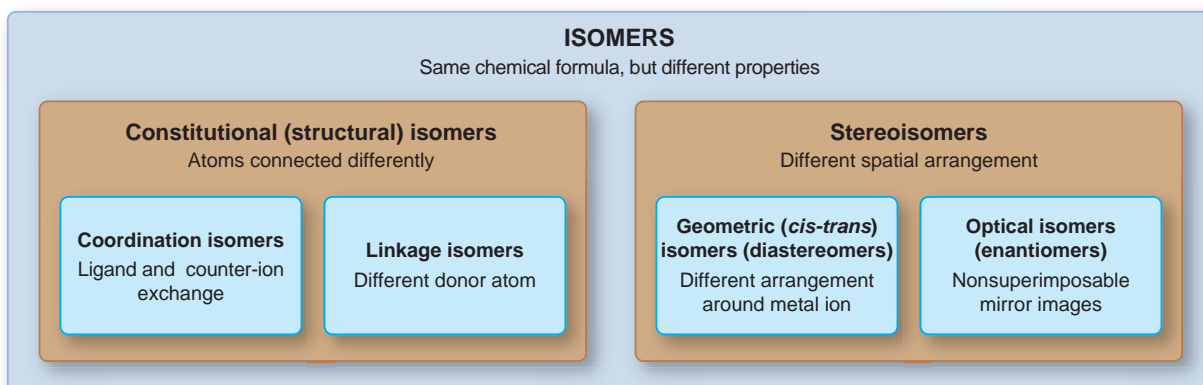 ISOMERS
Same chemical formula, but different properties
Constitutional (structural) isomers
Atoms connected differently
Coordination isomers
Ligand and counter-ion
exchange
Linkage isomers
Different donor atom
Stereoisomers
Different spatial arrangement
Geometric (cis-trans)
isomers (diastereomers)
Different arrangement
around metal ion
Optical isomers
(enantiomers)
Nonsuperimposable
mirror images